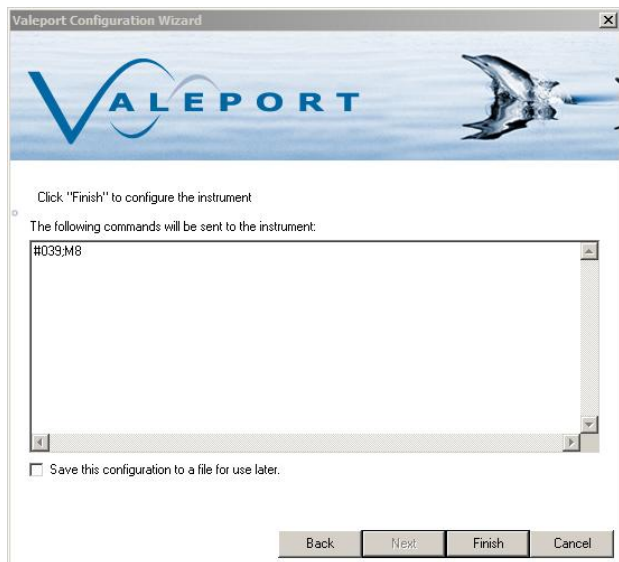 Valeport Configuration Wizard
VALEPORT
Click "Finish" to configure the instrument
The following commands will be sent to the instrument:
#039;M8
Save this configuration to a file for use later.
Back Next Finish Cancel